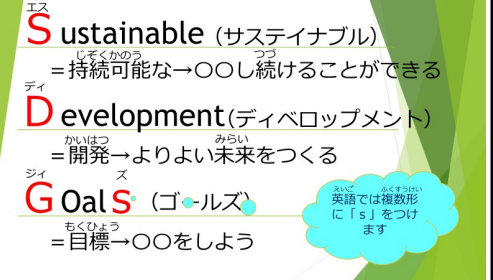 エス
Sustainable（サステイナブル）
じぞくかのう つづ
＝持続可能な→〇〇し続けることができる
ディ
Development（ディベロップメント）
かいはつ みらい
＝開発→よりよい未来をつくる
ジィ ズ
GOalS（ゴールズ）
もくひょう
＝目標→〇〇をしよう
えいご ふくすうけい
英語では複数形
に「ｓ」をつけ
ます